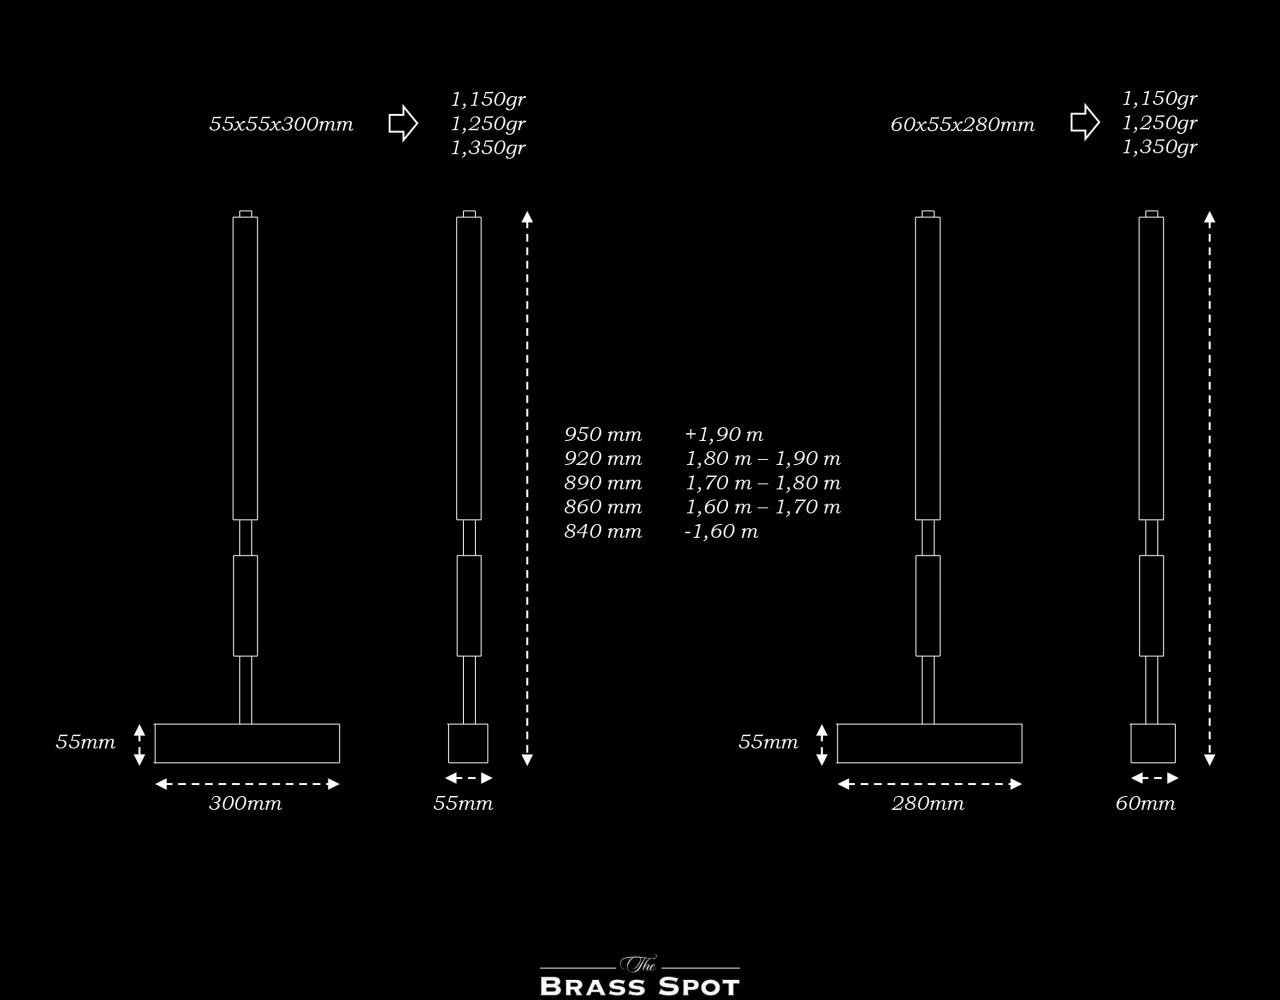 55x55x300mm
1,150gr
1,250gr
1,350gr
60x55x280mm
1,150gr
1,250gr
1,350gr
950 mm +1,90 m
920 mm 1,80 m – 1,90 m
890 mm 1,70 m – 1,80 m
860 mm 1,60 m – 1,70 m
840 mm -1,60 m
55mm
300mm
55mm
55mm
280mm
60mm
The
BRASS SPOT